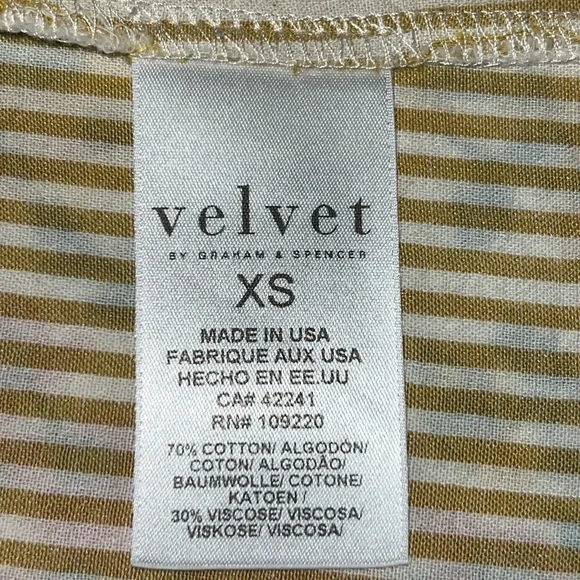 velvet
BY GRAHAM & SPENCER
XS
MADE IN USA
FABRIQUE AUX USA
HECHO EN EE.UU
CA# 42241
RN# 109220
70% COTTON/ ALGODÓN/
COTON/ ALGODÃO/
BAUMWOLLE/ COTONE/
KATOEN /
30% VISCOSE/ VISCOSA/
VISKOSE/ VISCOSA/